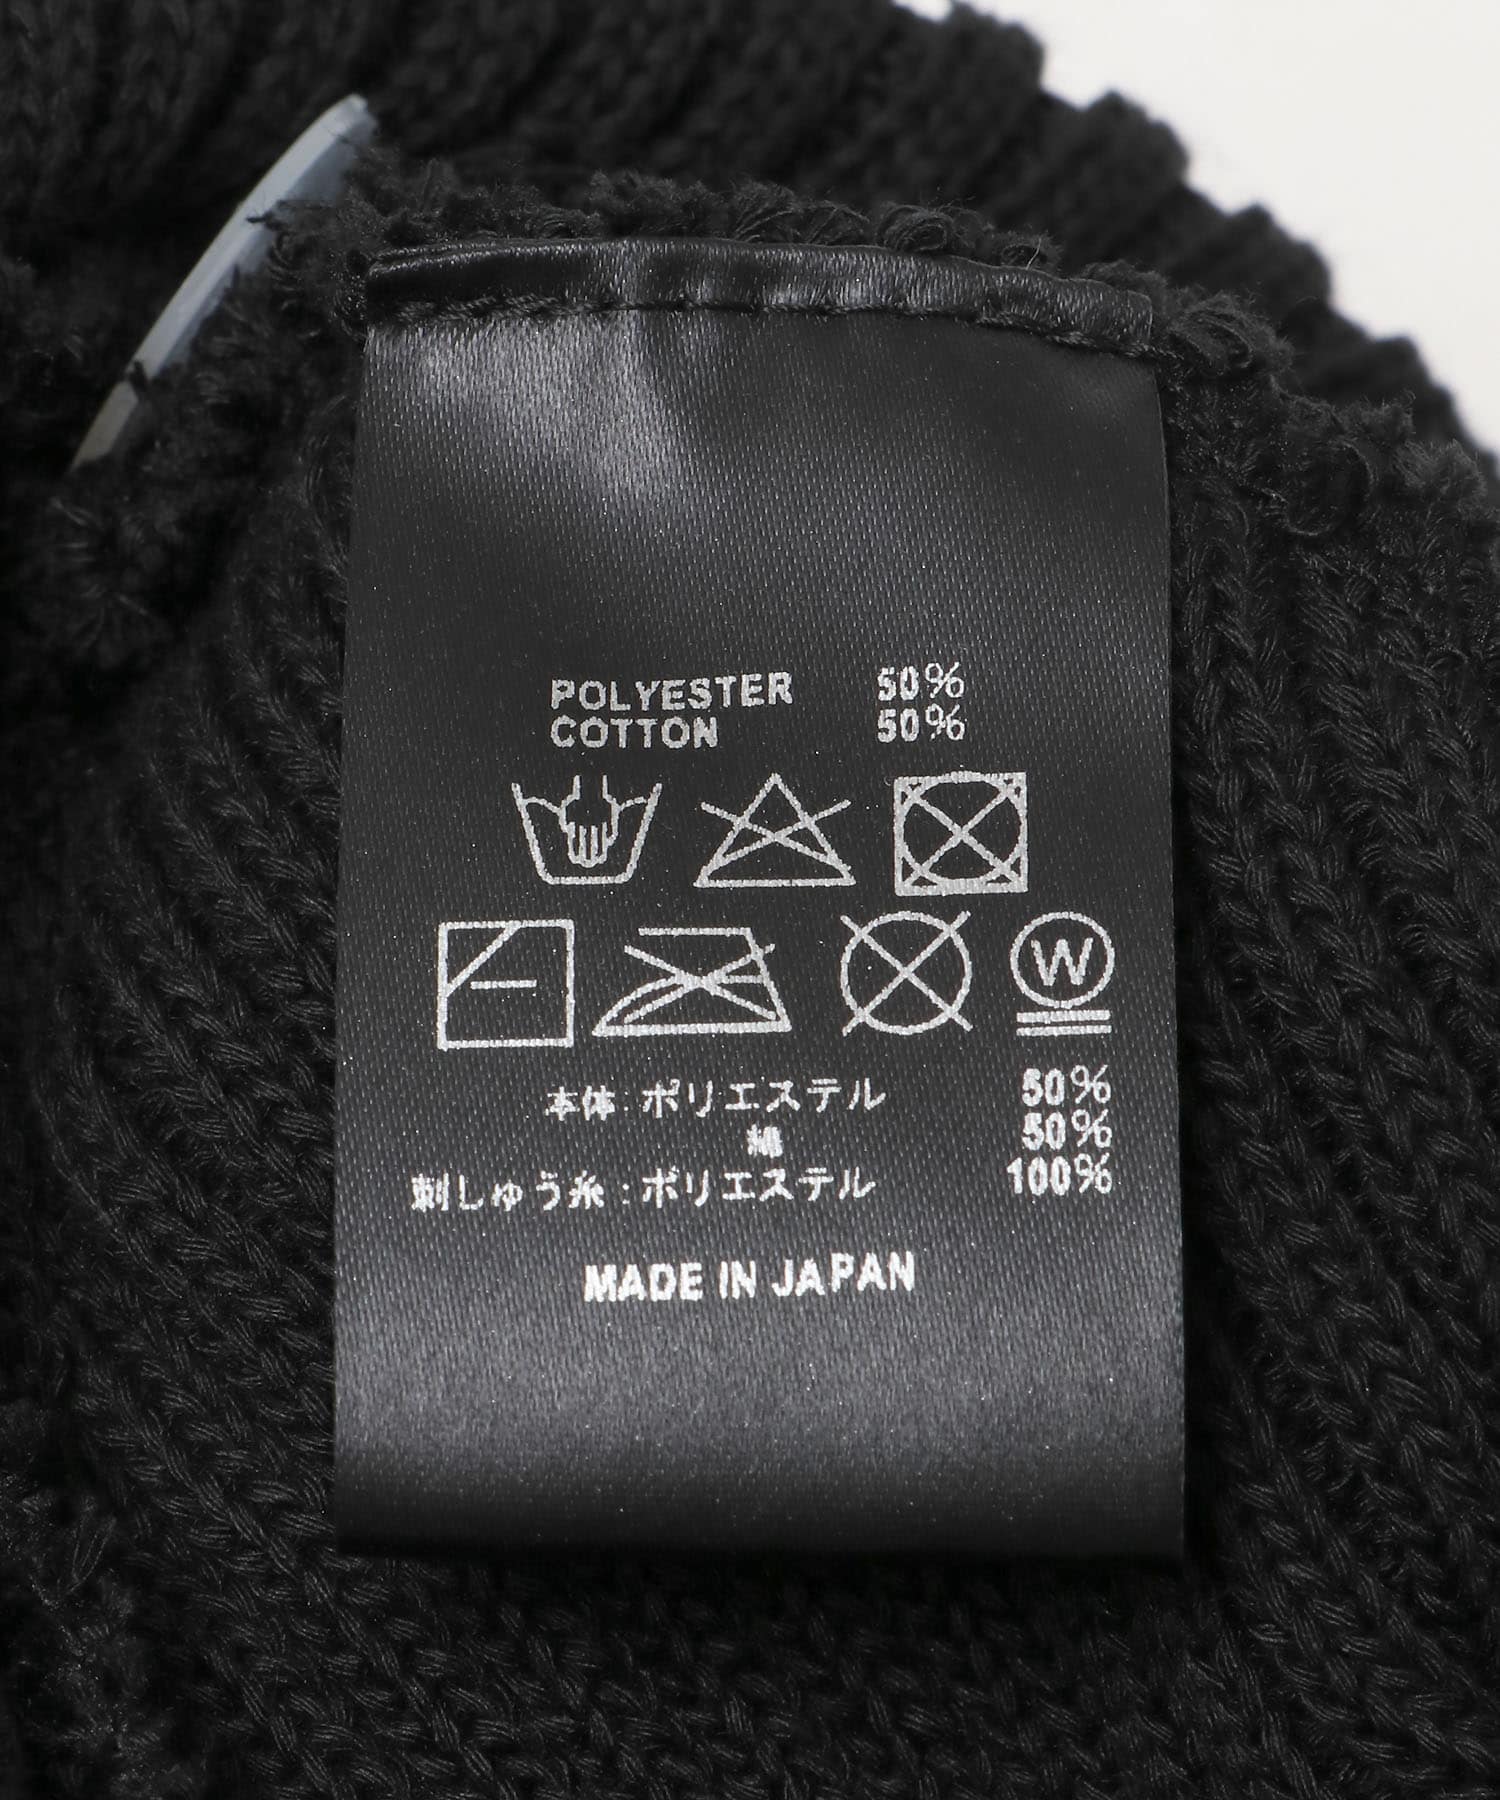 POLYESTER 50%
COTTON 50%
W
本体:ポリエステル 50%
綿 50%
刺しゅう糸:ポリエステル 100%
MADE IN JAPAN